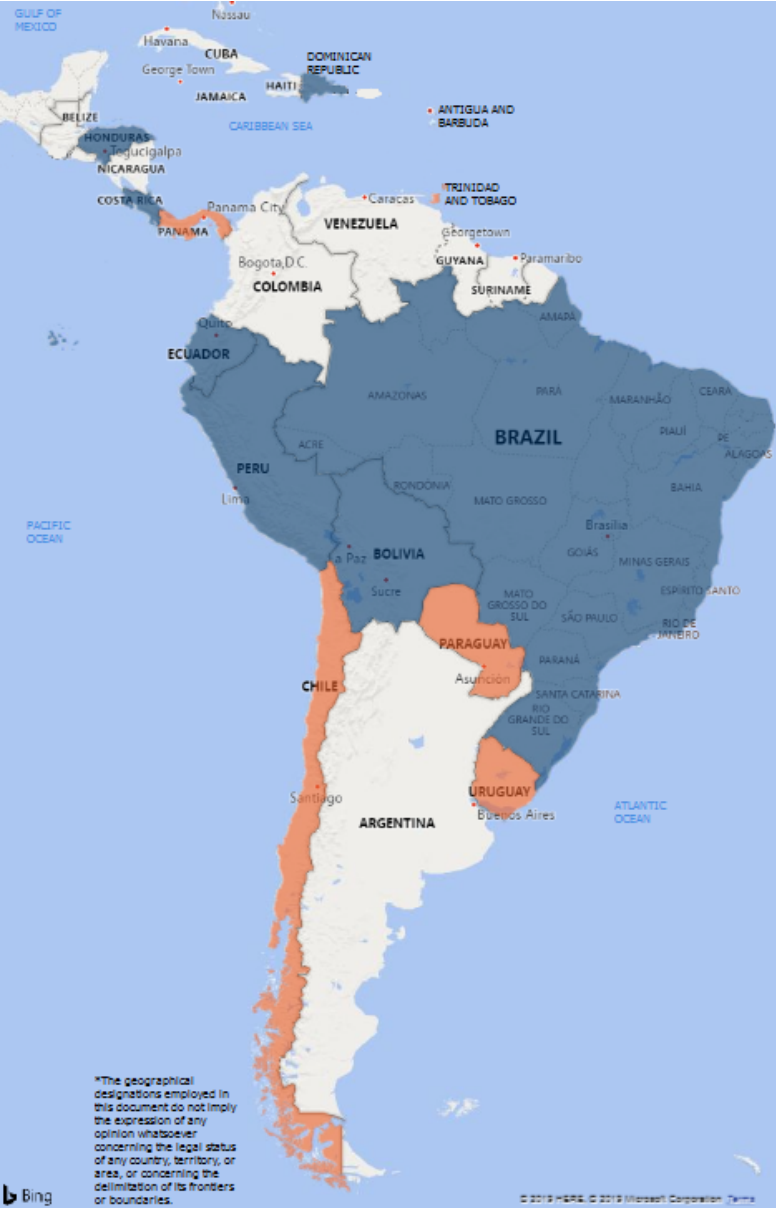 GULF OF
MEXICO
Nassau
Havana
CUBA
George Town
HAITI
DOMINICAN
REPUBLIC
JAMAICA
BELIZE
CARIBBEAN SEA
ANTIGUA AND
BARBUDA
HONDURAS
Tegucigalpa
NICARAGUA
COSTA RICA
Panama City
PANAMA
Caracas
TRINIDAD
AND TOBAGO
VENEZUELA
Georgetown
GUYANA
Paramaribo
SURINAME
Bogota,D.C.
COLOMBIA
Quito
ECUADOR
AMAPÁ
AMAZONAS
PARÁ
MARANHÃO
CEARA
BRAZIL
PIAUÍ
PE
ALAGOAS
ACRE
PERU
Lima
RONDÔNIA
MATO GROSSO
BAHIA
PACIFIC
OCEAN
La Paz
BOLIVIA
Sucre
Brasília
GOIÁS
MINAS GERAIS
MATO
GROSSO DO
SUL
ESPÍRITO SANTO
SÃO PAULO
RIO DE
JANEIRO
PARAGUAY
Asunción
PARANÁ
CHILE
SANTA CATARINA
RIO
GRANDE DO
SUL
Santiago
URUGUAY
Buenos Aires
ARGENTINA
ATLANTIC
OCEAN
*The geographical
designations employed in
this document do not imply
the expression of any
opinion whatsoever
concerning the legal status
of any country, territory, or
area, or concerning the
delimitation of its frontiers
or boundaries.
Bing
© 2019 HERE, © 2019 Microsoft Corporation Terms